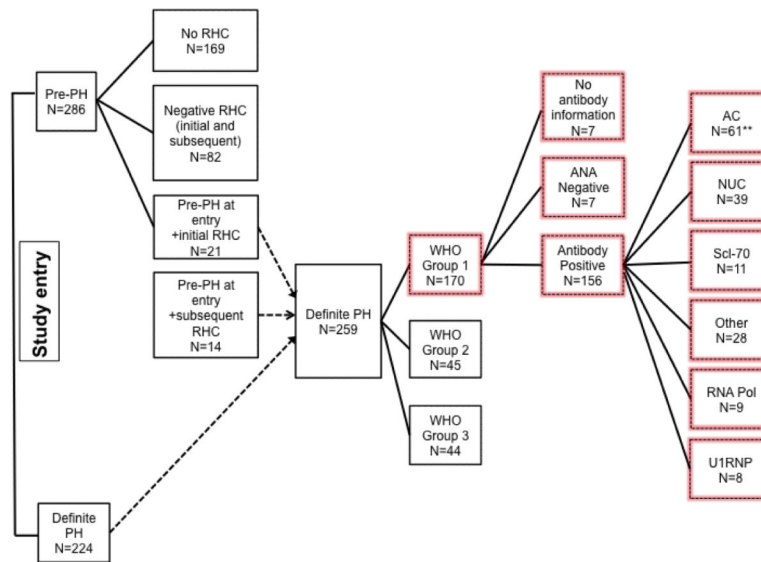 Study entry
Pre-PH
N=286
Definite
PH
N=224
No RHC
N=169
Negative RHC
(initial and
subsequent)
N=82
Pre-PH at
entry
+initial RHC
N=21
Pre-PH at
entry
+subsequent
RHC
N=14
Definite PH
N=259
WHO
Group 1
N=170
WHO
Group 2
N=45
WHO
Group 3
N=44
No
antibody
information
N=7
ANA
Negative
N=7
Antibody
Positive
N=156
AC
N=61**
NUC
N=39
Scl-70
N=11
Other
N=28
RNA Pol
N=9
U1RNP
N=8